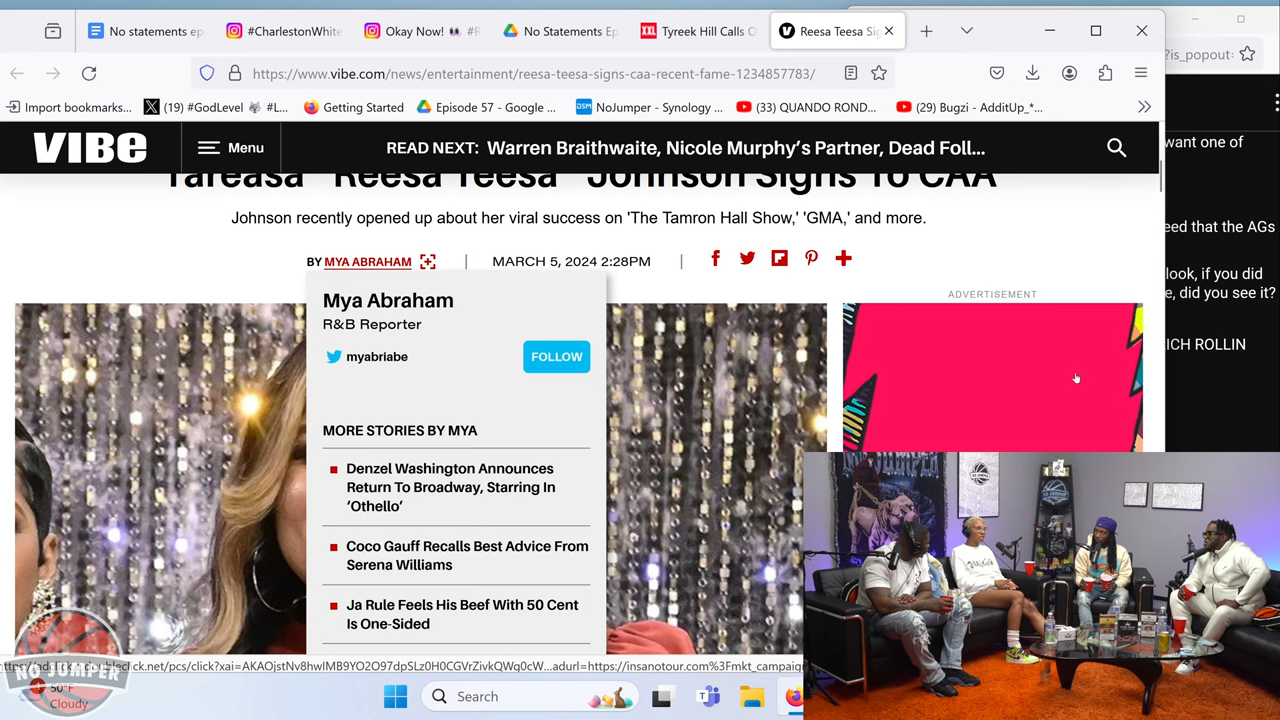 No statements ep
#CharlestonWhite
Okay Now! 👀 #R
No Statements Ep
XXL
Tyreek Hill Calls O
Reesa Teesa Sig
https://www.vibe.com/news/entertainment/reesa-teesa-signs-caa-recent-fame-1234857783/
?is_popout:
Import bookmarks...
(19) #GodLevel 🐺 #L...
Getting Started
Episode 57 - Google ...
DSM
NoJumper - Synology ...
(33) QUANDO ROND...
(29) Bugzi - AdditUp_*...
VIBE
Menu
READ NEXT: Warren Braithwaite, Nicole Murphy’s Partner, Dead Foll...
want one of
Tareasa “Reesa Teesa” Johnson Signs To CAA
Johnson recently opened up about her viral success on 'The Tamron Hall Show,' 'GMA,' and more.
eed that the AGs
BY MYA ABRAHAM
MARCH 5, 2024 2:28PM
look, if you did
e, did you see it?
ADVERTISEMENT
Mya Abraham
R&B Reporter
myabriabe
FOLLOW
ICH ROLLIN
MORE STORIES BY MYA
Denzel Washington Announces
Return To Broadway, Starring In
‘Othello’
Coco Gauff Recalls Best Advice From
Serena Williams
Ja Rule Feels His Beef With 50 Cent
Is One-Sided
NO JUMPER
50°F
Cloudy
Search